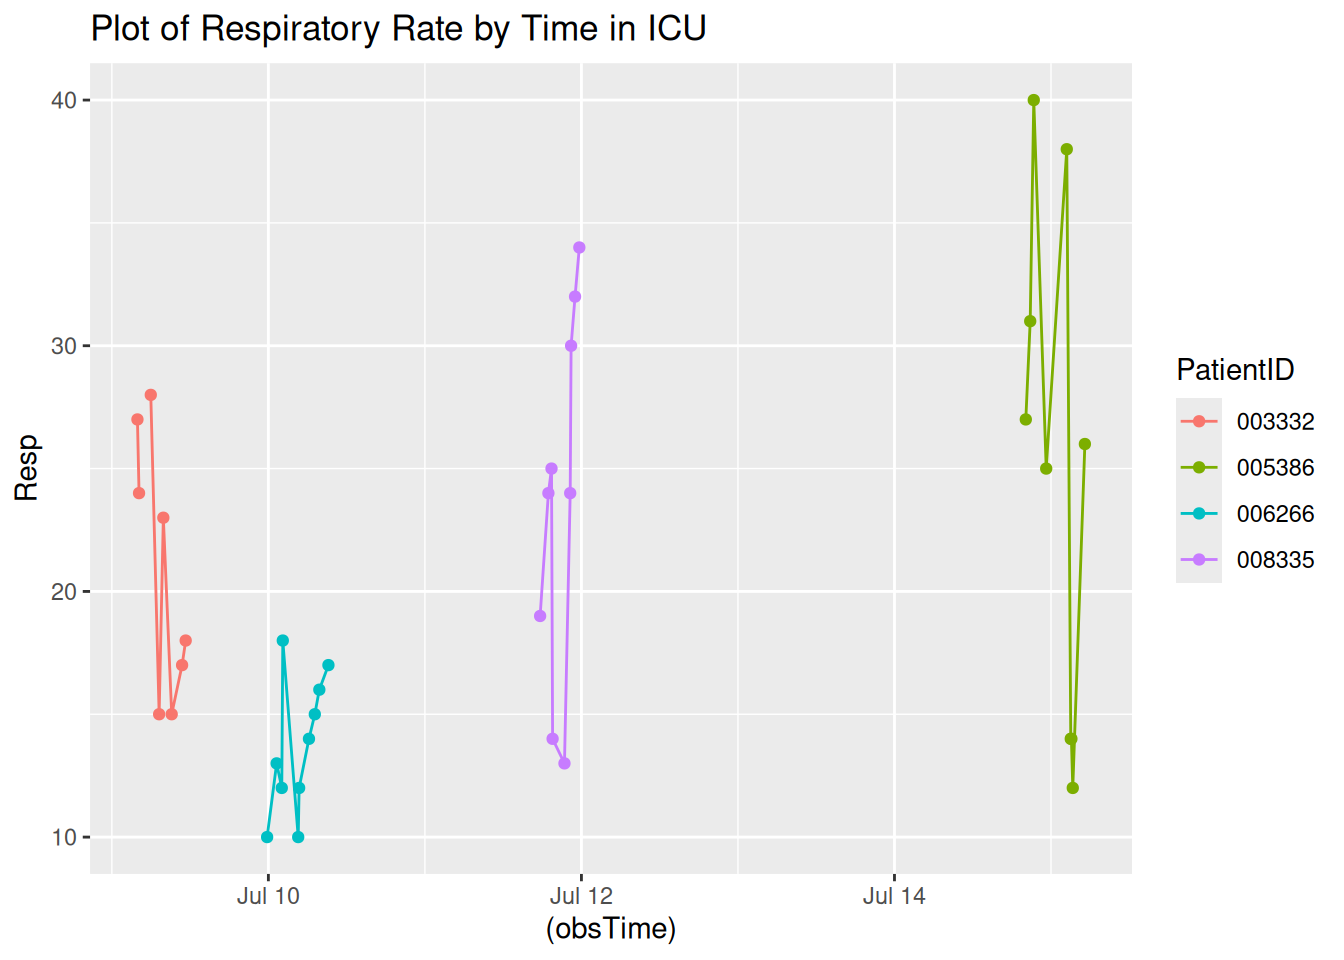 Plot of Respiratory Rate by Time in ICU
40
30
20
10
Resp
Jul 10
Jul 12
Jul 14
(obsTime)
PatientID
003332
005386
006266
008335